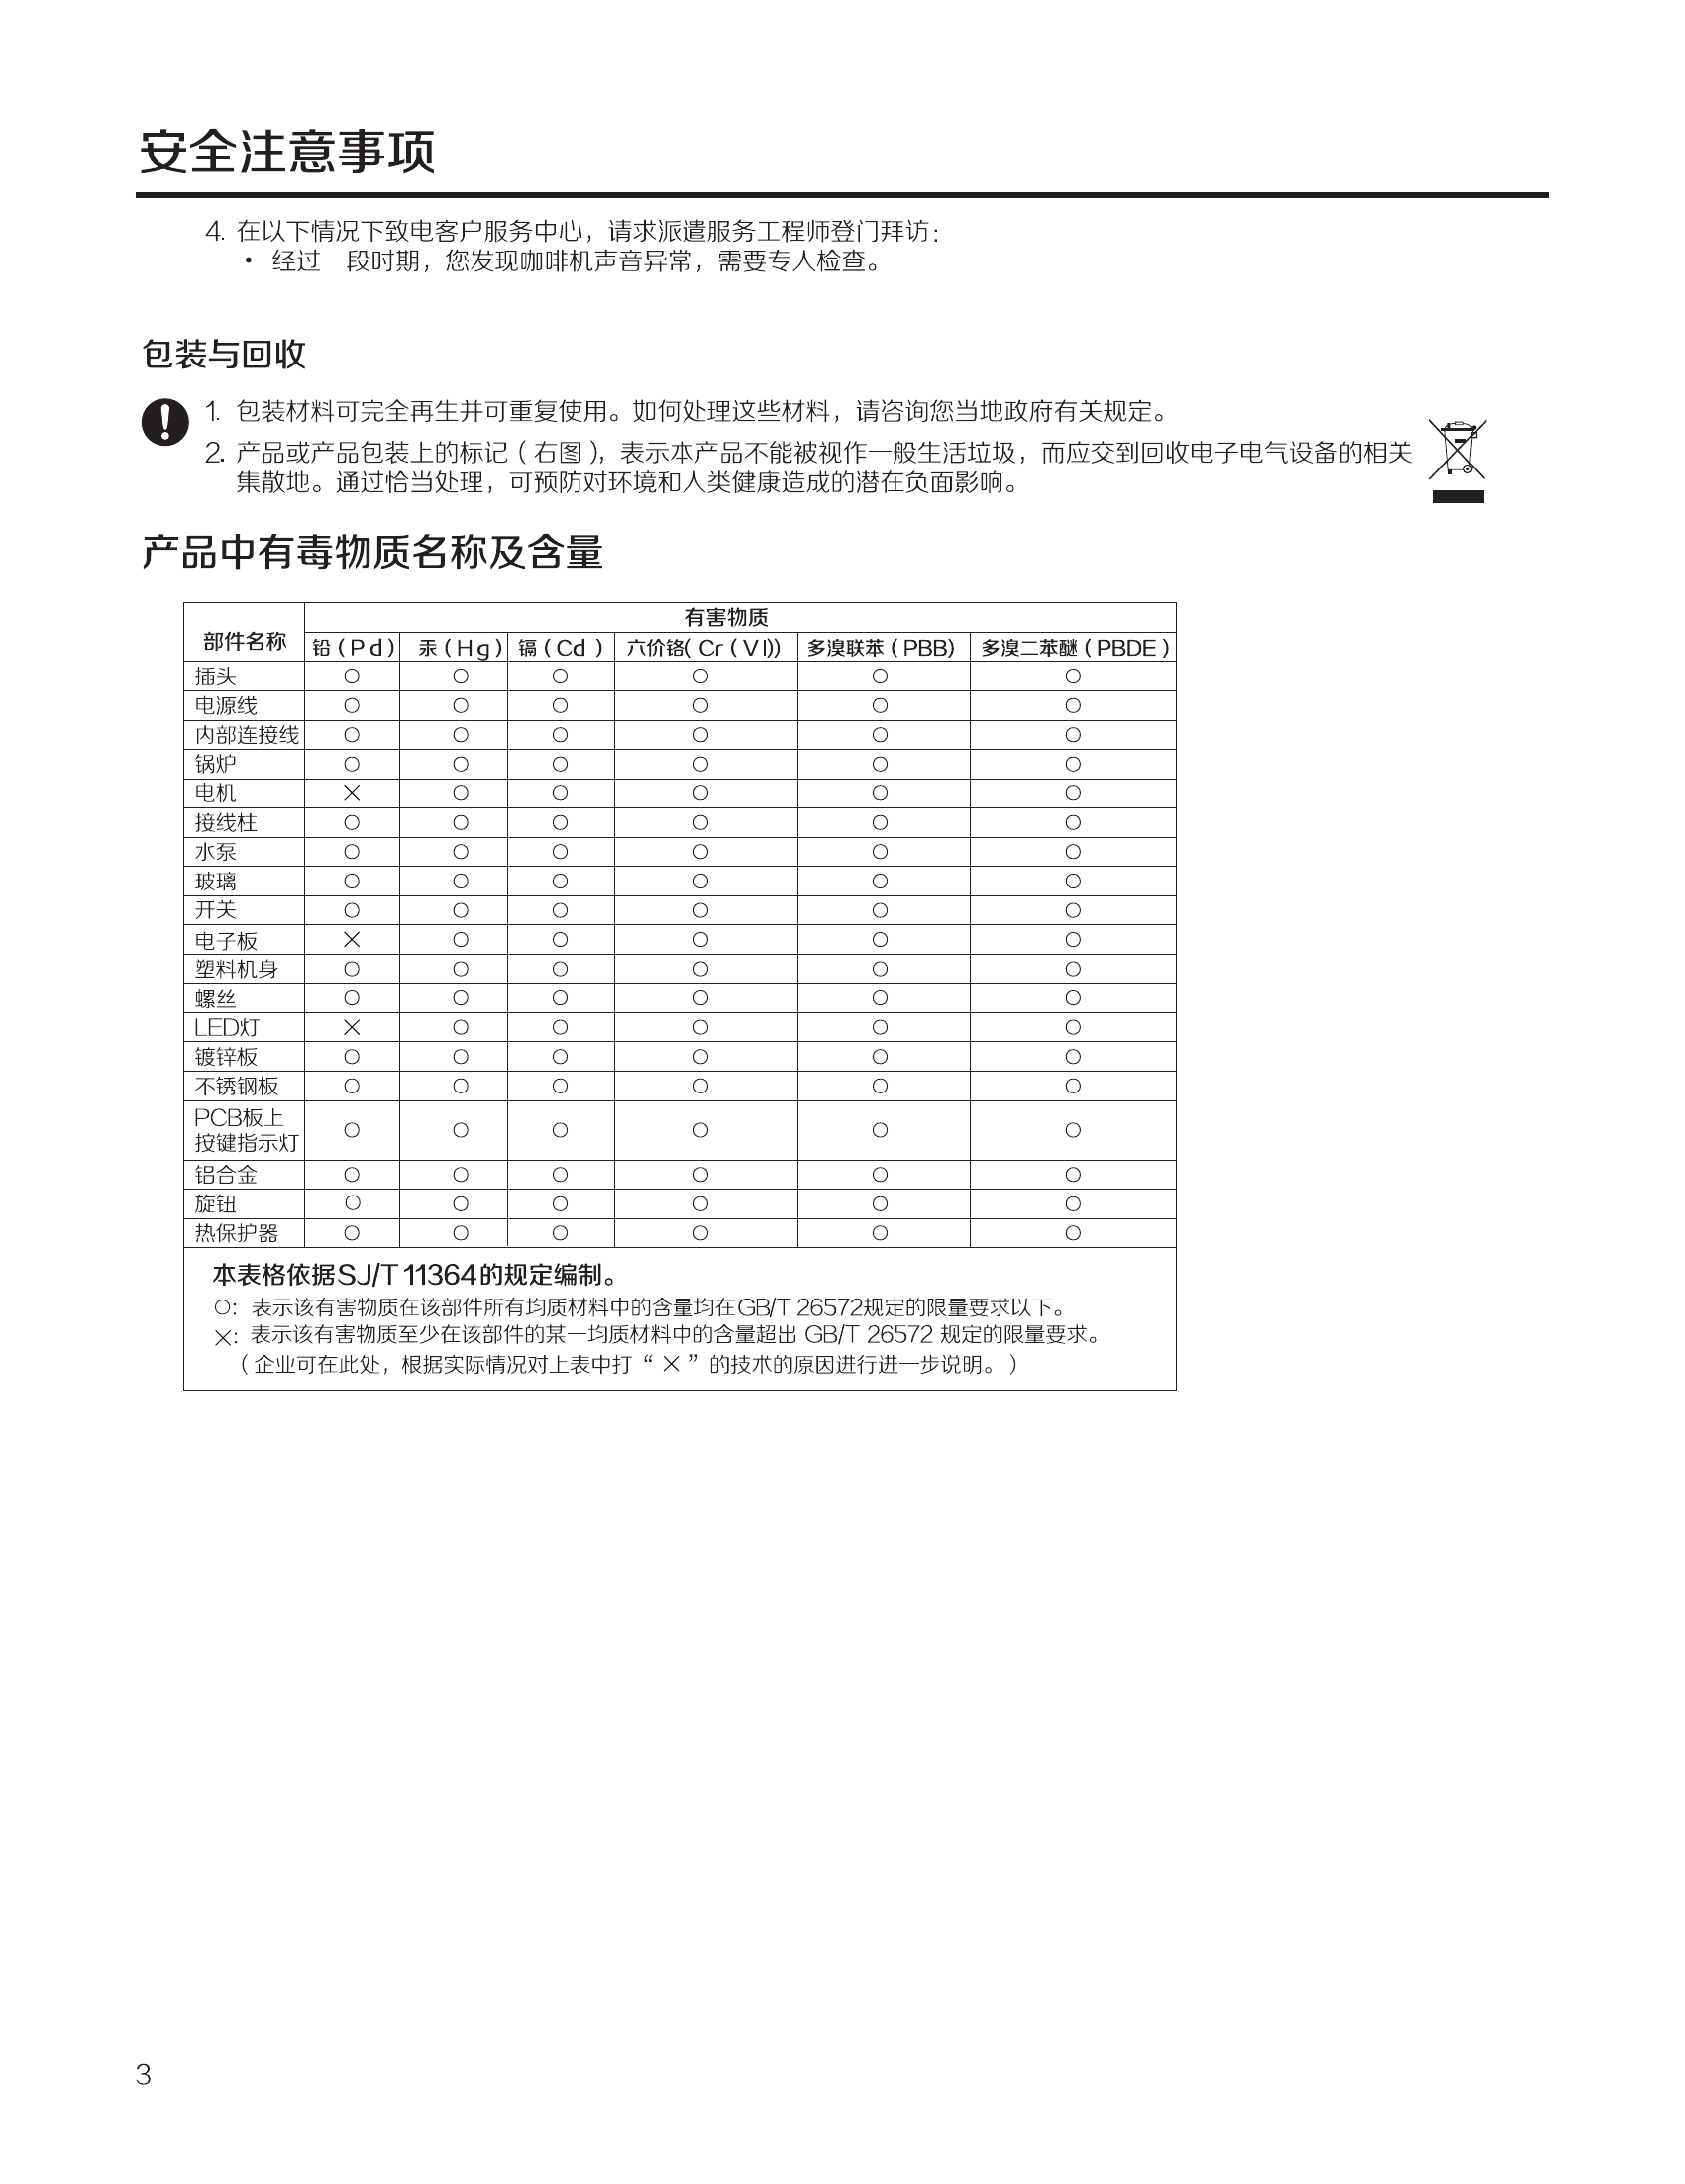 安全注意事项
4. 在以下情况下致电客户服务中心，请求派遣服务工程师登门拜访：
• 经过一段时期，您发现咖啡机声音异常，需要专人检查。
包装与回收
1. 包装材料可完全再生并可重复使用。如何处理这些材料，请咨询您当地政府有关规定。
2. 产品或产品包装上的标记（右图），表示本产品不能被视作一般生活垃圾，而应交到回收电子电气设备的相关
集散地。通过恰当处理，可预防对环境和人类健康造成的潜在负面影响。
产品中有毒物质名称及含量
部件名称 有害物质
铅（Pd） 汞（Hg） 镉（Cd ） 六价铬( Cr（VI)) 多溴联苯（PBB） 多溴二苯醚（PBDE ）
插头 ○ ○ ○ ○ ○ ○
电源线 ○ ○ ○ ○ ○ ○
内部连接线 ○ ○ ○ ○ ○ ○
锅炉 ○ ○ ○ ○ ○ ○
电机 × ○ ○ ○ ○ ○
接线柱 ○ ○ ○ ○ ○ ○
水泵 ○ ○ ○ ○ ○ ○
玻璃 ○ ○ ○ ○ ○ ○
开关 ○ ○ ○ ○ ○ ○
电子板 × ○ ○ ○ ○ ○
塑料机身 ○ ○ ○ ○ ○ ○
螺丝 ○ ○ ○ ○ ○ ○
LED灯 × ○ ○ ○ ○ ○
镀锌板 ○ ○ ○ ○ ○ ○
不锈钢板 ○ ○ ○ ○ ○ ○
PCB板上
按键指示灯 ○ ○ ○ ○ ○ ○
铝合金 ○ ○ ○ ○ ○ ○
旋钮 ○ ○ ○ ○ ○ ○
热保护器 ○ ○ ○ ○ ○ ○
本表格依据SJ/T 11364的规定编制。
○：表示该有害物质在该部件所有均质材料中的含量均在GB/T 26572规定的限量要求以下。
×：表示该有害物质至少在该部件的某一均质材料中的含量超出 GB/T 26572 规定的限量要求。
（企业可在此处，根据实际情况对上表中打“ × ”的技术的原因进行进一步说明。）
3